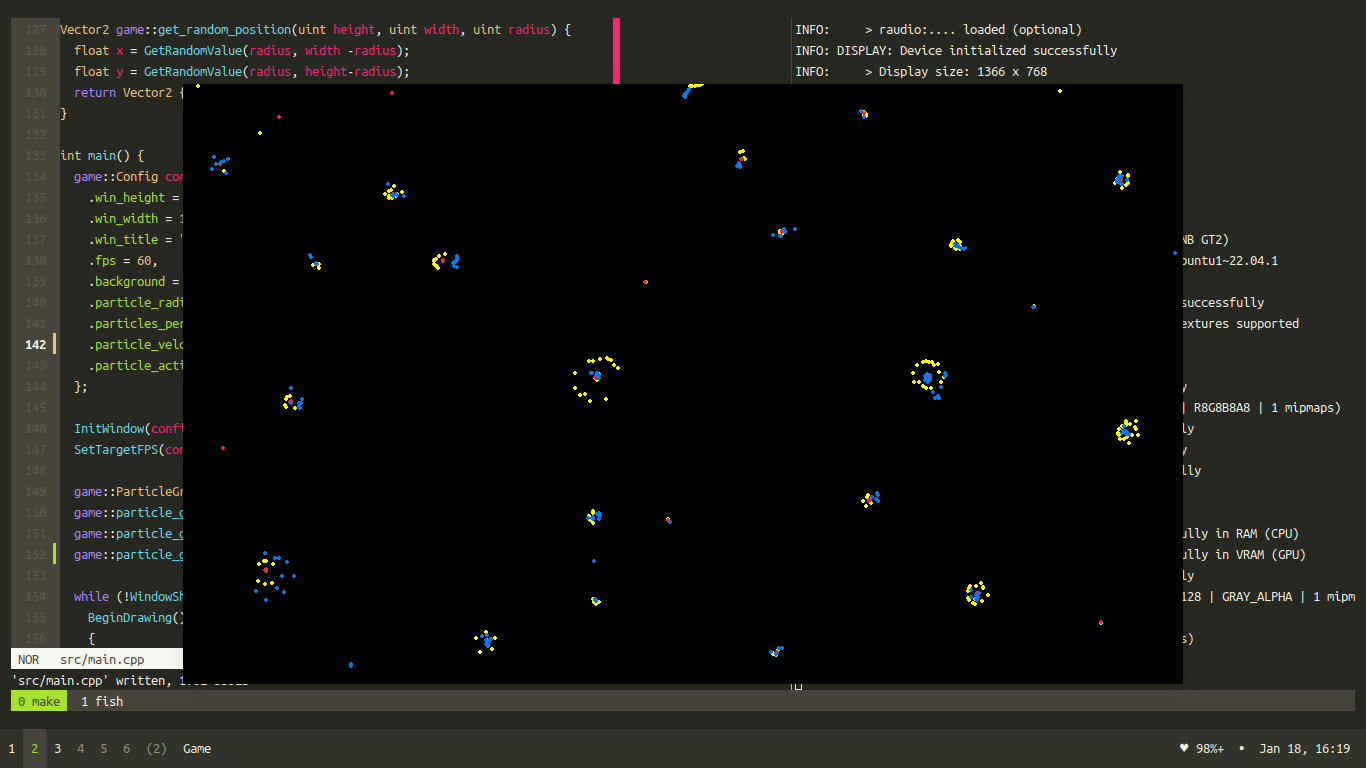 127 Vector2 game::get_random_position(uint height, uint width, uint radius) {
128 float x = GetRandomValue(radius, width -radius);
129 float y = GetRandomValue(radius, height-radius);
130 return Vector2 {
131 }
132
133 int main() {
134 game::Config con
135 .win_height =
136 .win_width = 1
137 .win_title = "
138 .fps = 60,
139 .background =
140 .particle_radi
141 .particles_per
142 .particle_velo
143 .particle_acti
144 };
145
146 InitWindow(confi
147 SetTargetFPS(con
148
149 game::ParticleGr
150 game::particle_g
151 game::particle_g
152 game::particle_g
153
154 while (!WindowSh
155 BeginDrawing()
156 {
NOR src/main.cpp
'src/main.cpp' written,
INFO: > raudio:.... loaded (optional)
INFO: DISPLAY: Device initialized successfully
INFO: > Display size: 1366 x 768
NB GT2)
buntu1~22.04.1
successfully
extures supported
y
| R8G8B8A8 | 1 mipmaps)
ly
y
lly
ully in RAM (CPU)
ully in VRAM (GPU)
ly
128 | GRAY_ALPHA | 1 mipm
s)
0 make 1 fish
1 2 3 4 5 6 (2) Game ♥ 98%+ • Jan 18, 16:19